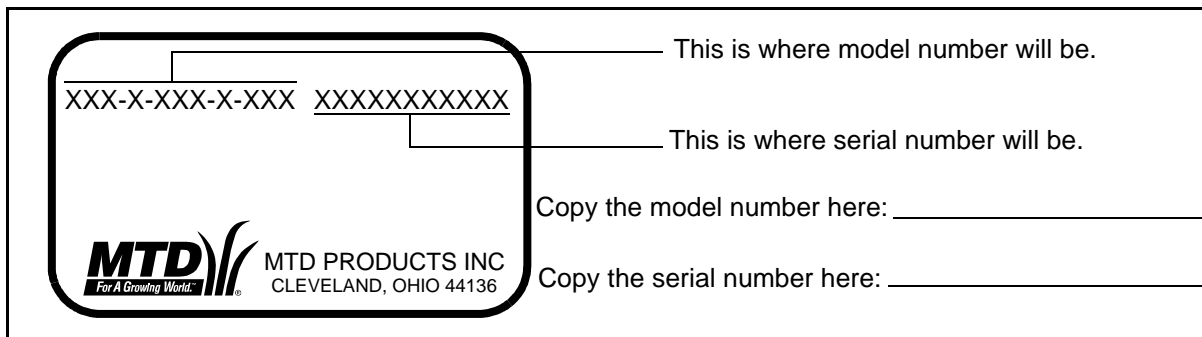 This is where model number will be.
XXX-X-XXX-X-XXX XXXXXXXXXXX
This is where serial number will be.
Copy the model number here:
MTD
For A Growing World.™
®
MTD PRODUCTS INC
CLEVELAND, OHIO 44136
Copy the serial number here: